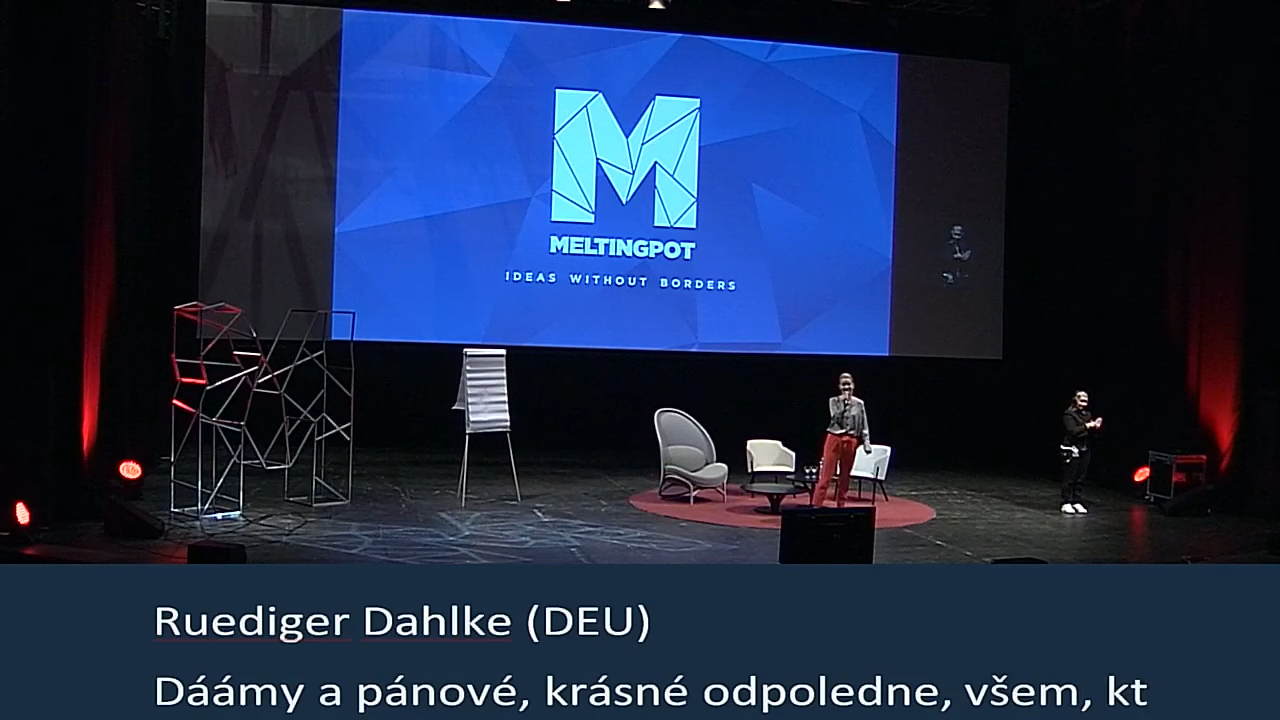 M
MELTINGPOT
IDEAS WITHOUT BORDERS
Ruediger Dahlke (DEU)
Dáámy a pánové, krásné odpoledne, všem, kt